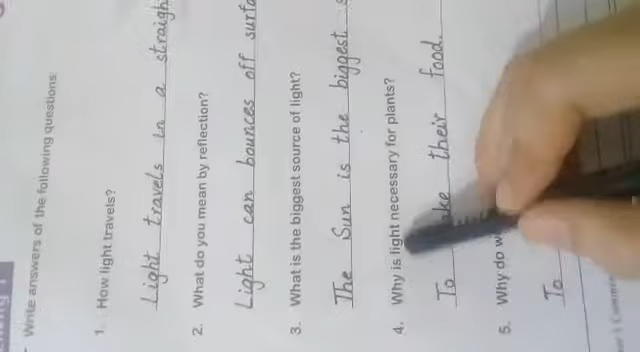 Write answers of the following questions:
1. How light travels?
Light travels in a straigh
2. What do you mean by reflection?
Light can bounces off surfa
3. What is the biggest source of light?
The Sun is the biggest s
4. Why is light necessary for plants?
To ke their food.
5. Why do w
To